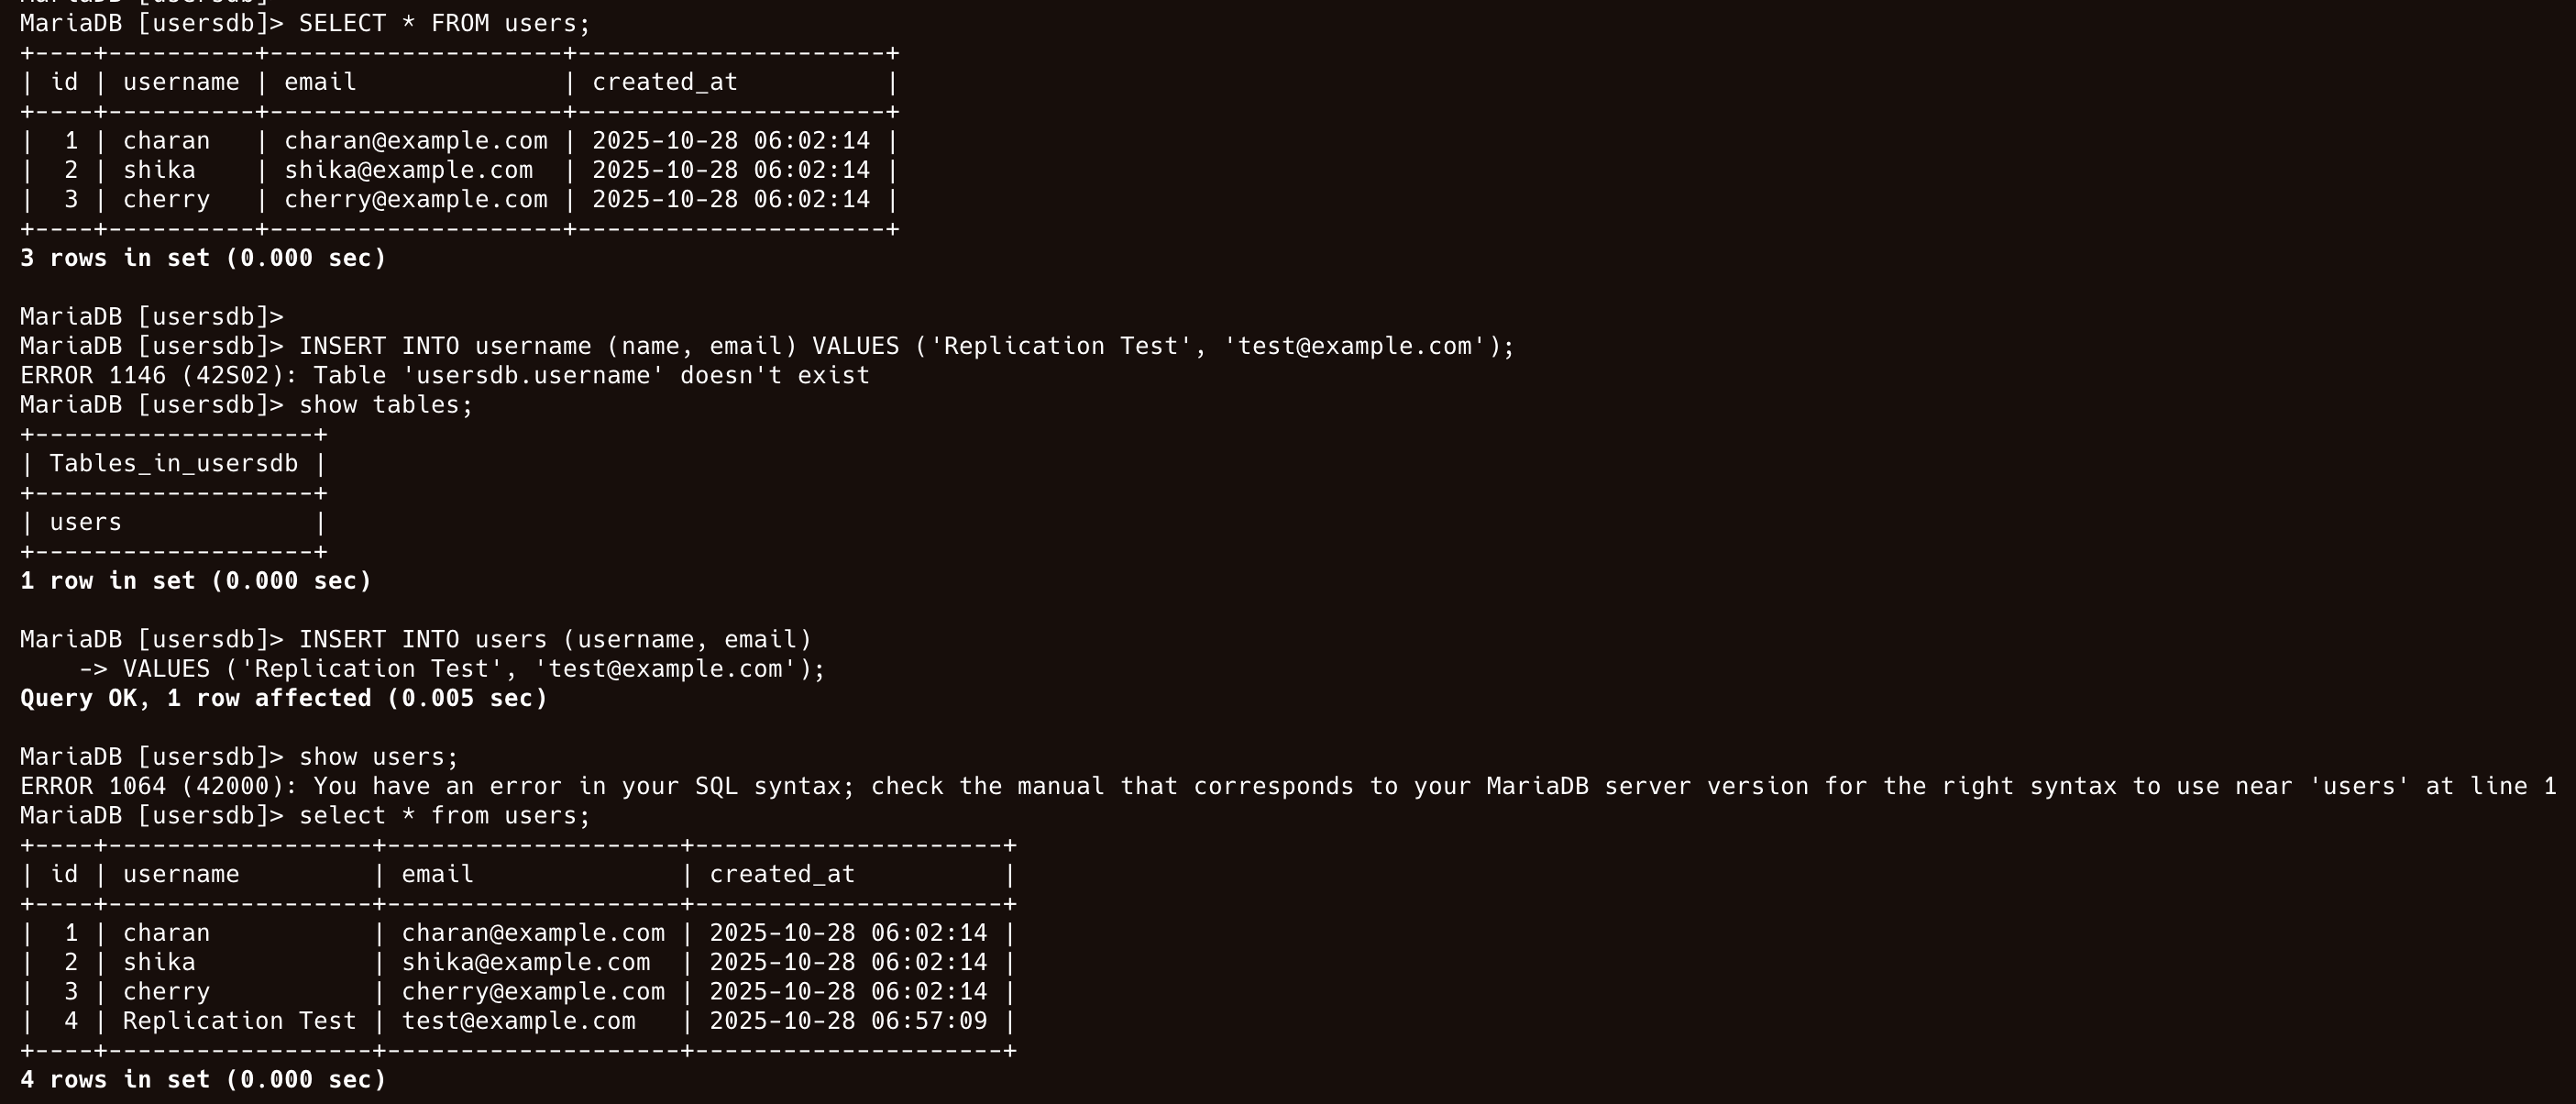 MariaDB [usersdb]> SELECT * FROM users;
+----+----------+--------------------+---------------------+
| id | username | email              | created_at          |
+----+----------+--------------------+---------------------+
|  1 | charan   | charan@example.com | 2025-10-28 06:02:14 |
|  2 | shika    | shika@example.com  | 2025-10-28 06:02:14 |
|  3 | cherry   | cherry@example.com | 2025-10-28 06:02:14 |
+----+----------+--------------------+---------------------+
3 rows in set (0.000 sec)

MariaDB [usersdb]>
MariaDB [usersdb]> INSERT INTO username (name, email) VALUES ('Replication Test', 'test@example.com');
ERROR 1146 (42S02): Table 'usersdb.username' doesn't exist
MariaDB [usersdb]> show tables;
+-------------------+
| Tables_in_usersdb |
+-------------------+
| users             |
+-------------------+
1 row in set (0.000 sec)

MariaDB [usersdb]> INSERT INTO users (username, email)
    -> VALUES ('Replication Test', 'test@example.com');
Query OK, 1 row affected (0.005 sec)

MariaDB [usersdb]> show users;
ERROR 1064 (42000): You have an error in your SQL syntax; check the manual that corresponds to your MariaDB server version for the right syntax to use near 'users' at line 1
MariaDB [usersdb]> select * from users;
+----+------------------+--------------------+---------------------+
| id | username         | email              | created_at          |
+----+------------------+--------------------+---------------------+
|  1 | charan           | charan@example.com | 2025-10-28 06:02:14 |
|  2 | shika            | shika@example.com  | 2025-10-28 06:02:14 |
|  3 | cherry           | cherry@example.com | 2025-10-28 06:02:14 |
|  4 | Replication Test | test@example.com   | 2025-10-28 06:57:09 |
+----+------------------+--------------------+---------------------+
4 rows in set (0.000 sec)